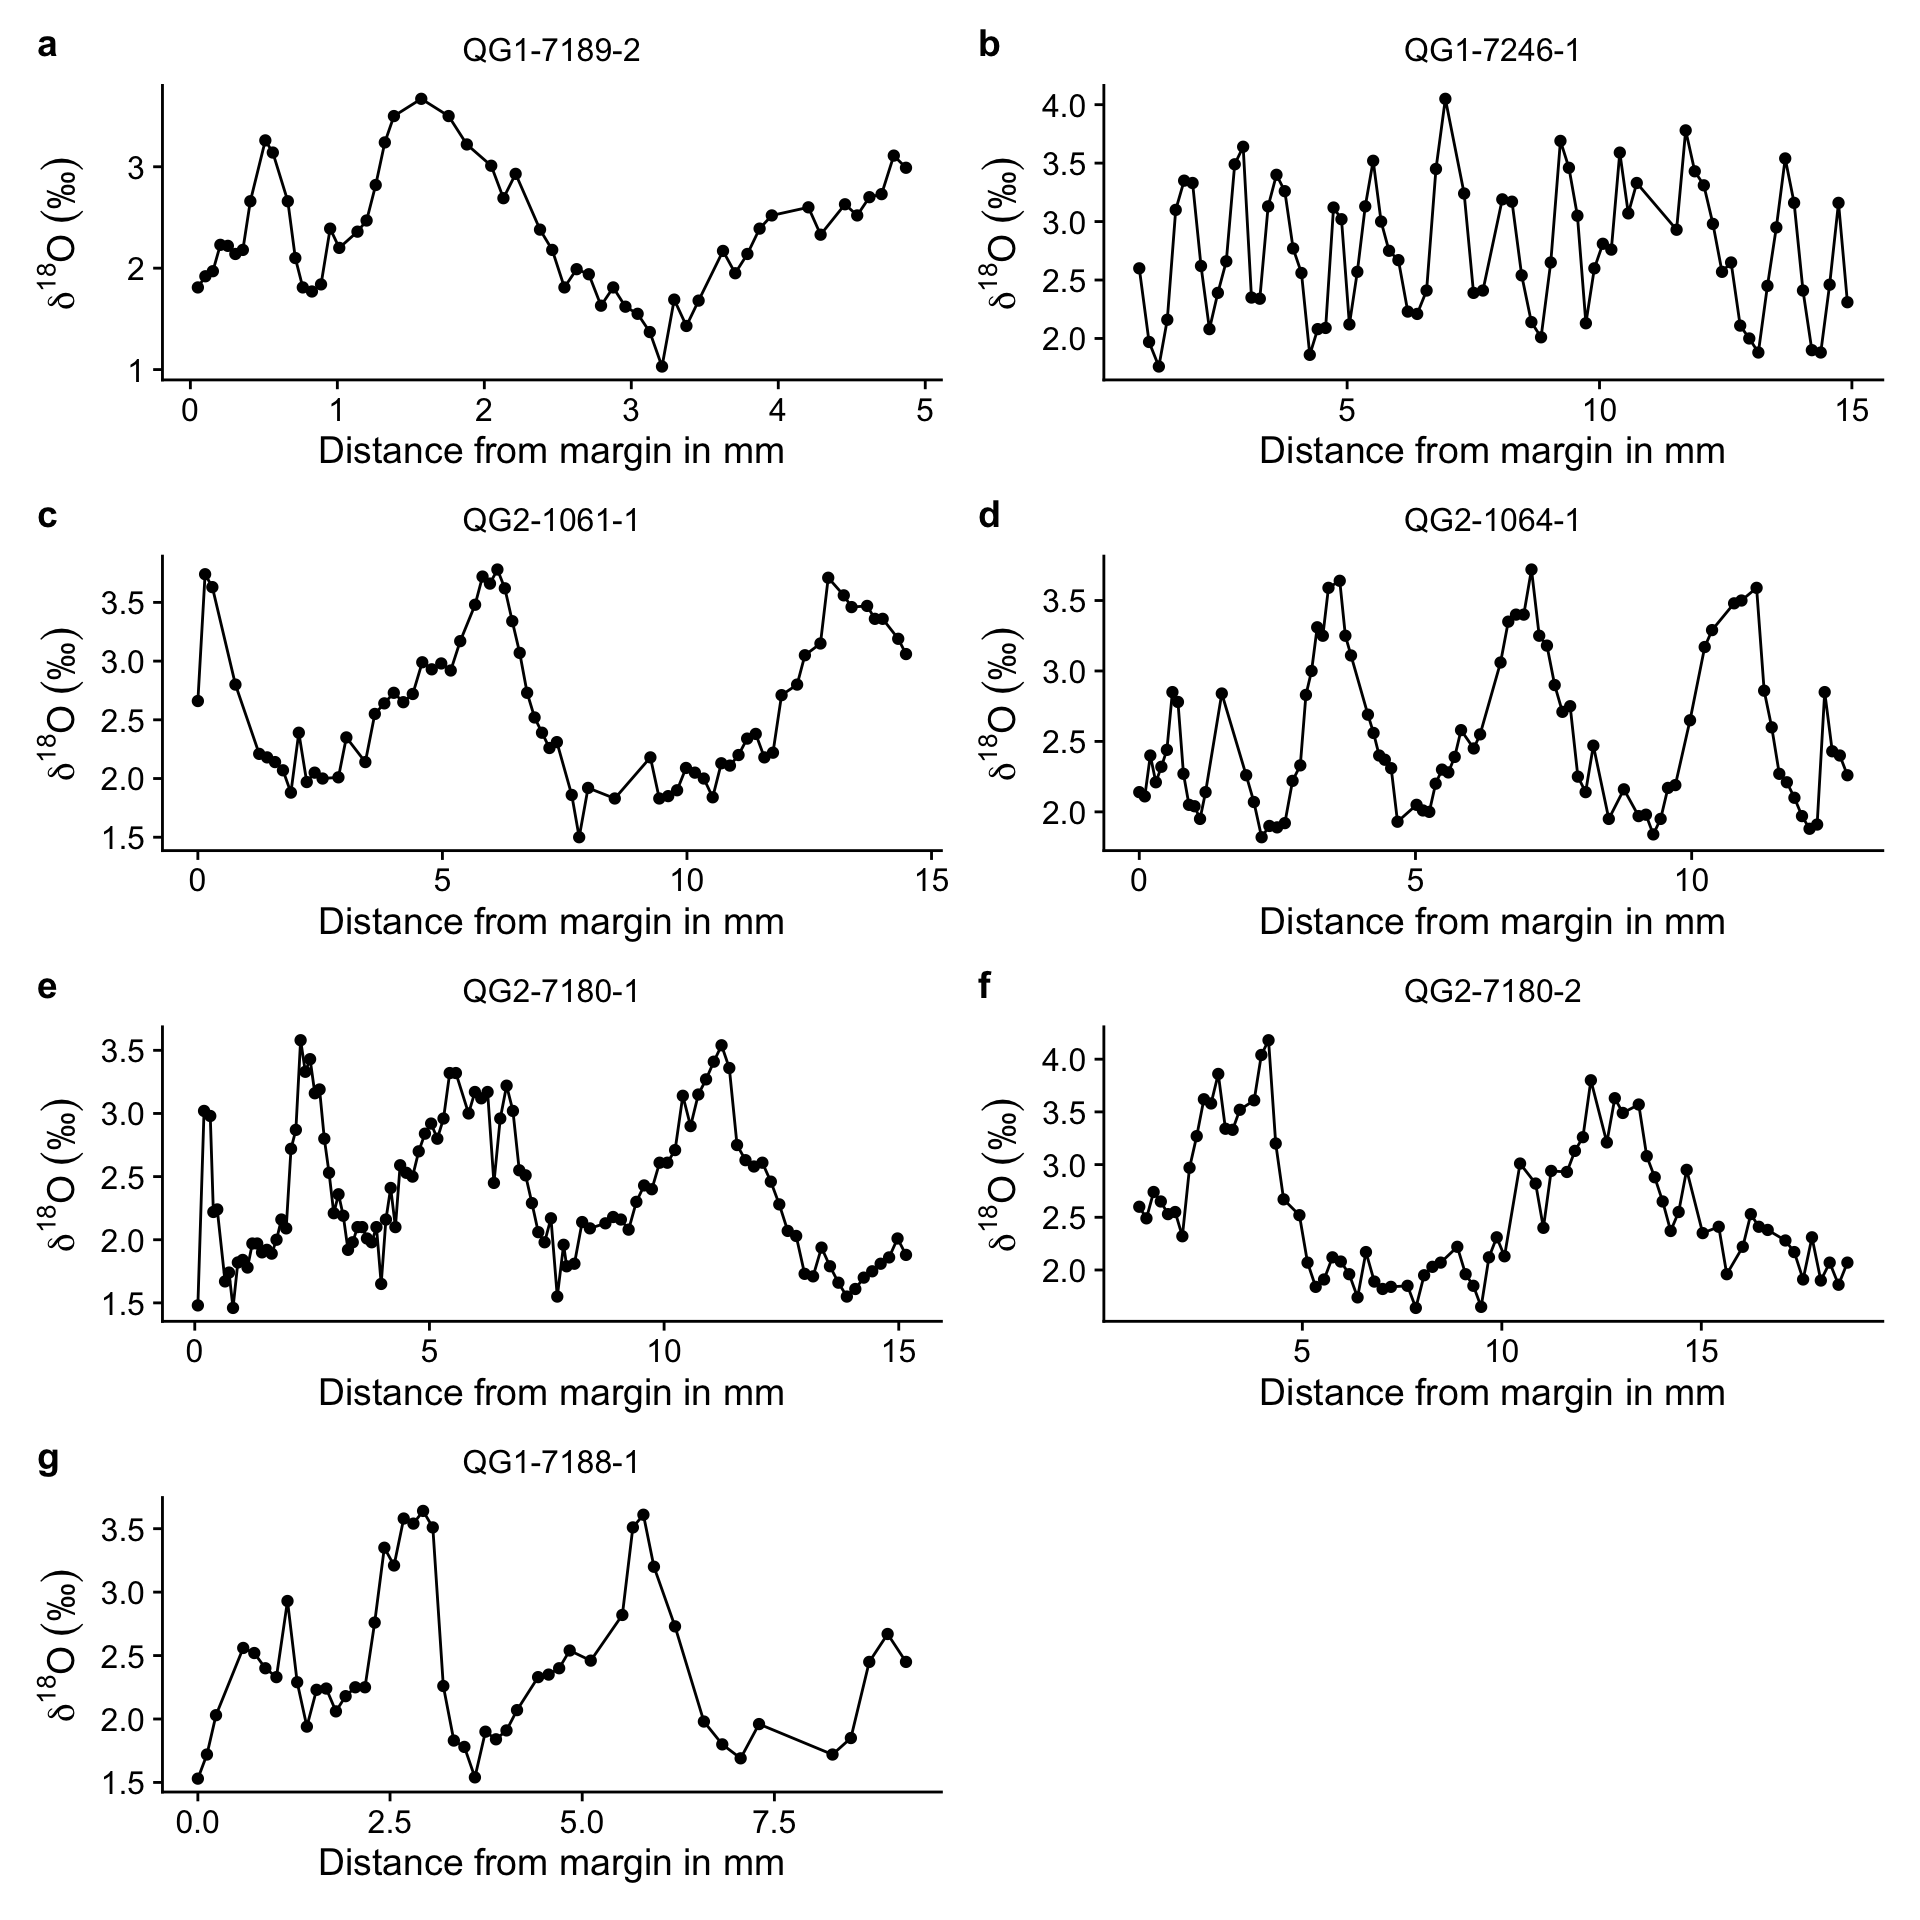 a
QG1-7189-2
δ18O (‰)
3
2
1
0 1 2 3 4 5
Distance from margin in mm
b
QG1-7246-1
δ18O (‰)
4.0
3.5
3.0
2.5
2.0
5 10 15
Distance from margin in mm
c
QG2-1061-1
δ18O (‰)
3.5
3.0
2.5
2.0
1.5
0 5 10 15
Distance from margin in mm
d
QG2-1064-1
δ18O (‰)
3.5
3.0
2.5
2.0
0 5 10
Distance from margin in mm
e
QG2-7180-1
δ18O (‰)
3.5
3.0
2.5
2.0
1.5
0 5 10 15
Distance from margin in mm
f
QG2-7180-2
δ18O (‰)
4.0
3.5
3.0
2.5
2.0
5 10 15
Distance from margin in mm
g
QG1-7188-1
δ18O (‰)
3.5
3.0
2.5
2.0
1.5
0.0 2.5 5.0 7.5
Distance from margin in mm